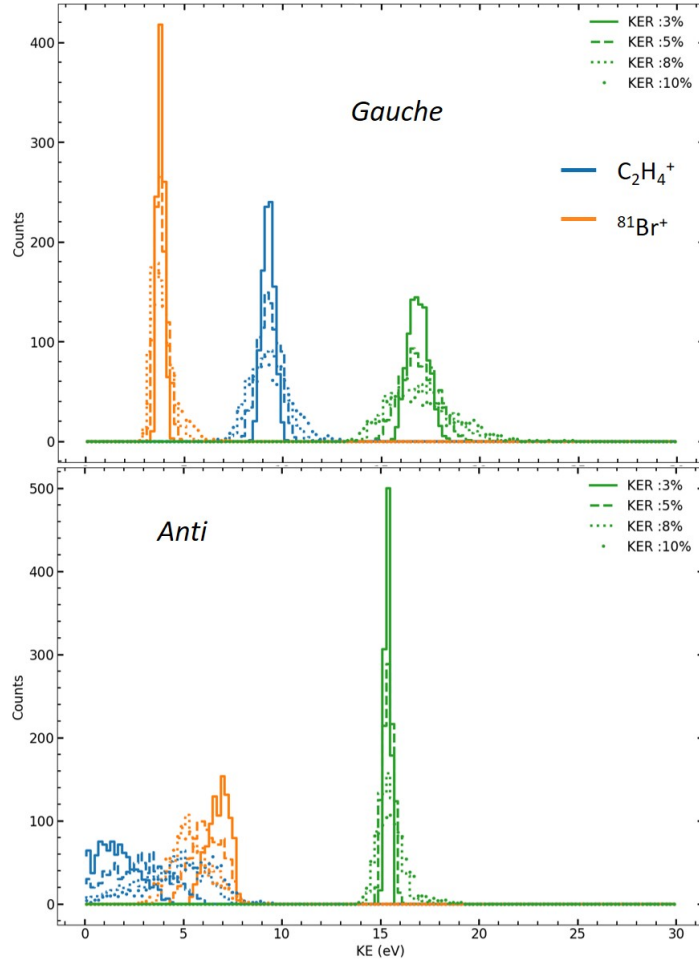 400
300
200
100
0
Counts
Gauche
KER :3%
KER :5%
KER :8%
KER :10%
C₂H₄⁺
⁸¹Br⁺
500
400
300
200
100
0
Counts
Anti
KER :3%
KER :5%
KER :8%
KER :10%
0 5 10 15 20 25 30
KE (eV)